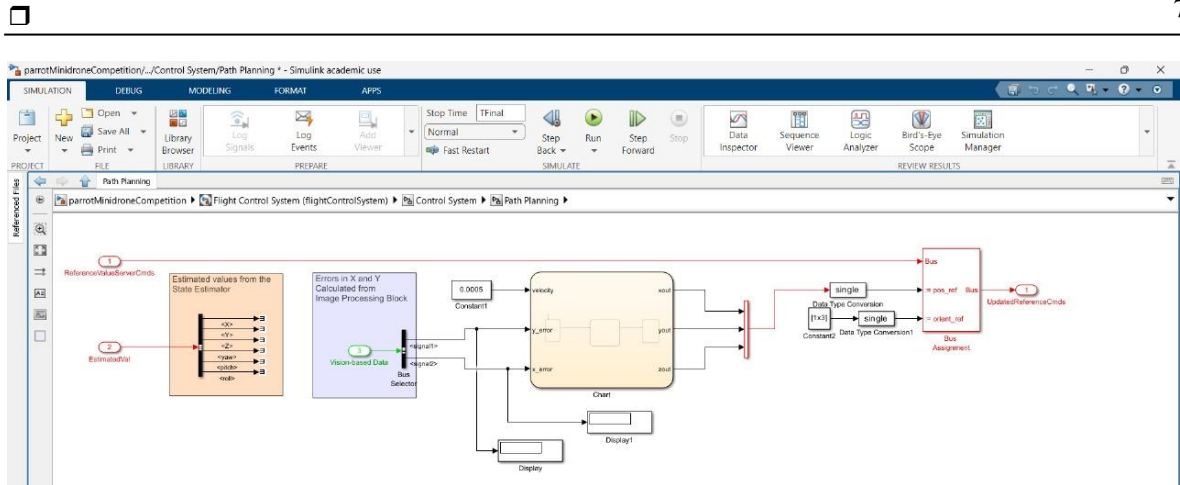 7
parrotMinidroneCompetition/.../Control System/Path Planning * - Simulink academic use
SIMULATION DEBUG MODELING FORMAT APPS
Project
New
Open
Save All
Print
Library
Browser
Log
Signals
Log
Events
Add
Viewer
Stop Time TFinal
Normal
Fast Restart
Step
Back
Run
Step
Forward
Stop
Data
Inspector
Sequence
Viewer
Logic
Analyzer
Bird's-Eye
Scope
Simulation
Manager
PROJECT FILE LIBRARY PREPARE SIMULATE REVIEW RESULTS
Referenced Files
Path Planning
parrotMinidroneCompetition Flight Control System (flightControlSystem) Control System Path Planning
1
ReferenceValueServerCmds
2
EstimatedVal
Estimated values from the
State Estimator
<X>
<Y>
<Z>
<yaw>
<pitch>
<roll>
Errors in X and Y
Calculated from
Image Processing Block
3
Vision-based Data
Bus
Selector
<signal1>
<signal2>
0.0005
Constant1
velocity
y_error
x_error
xout
yout
zout
Chart
Display1
Display
single
Data Type Conversion
[1x3]
Constant2
single
Data Type Conversion1
Bus
:= pos_ref Bus
:= orient_ref
Bus
Assignment
1
UpdatedReferenceCmds